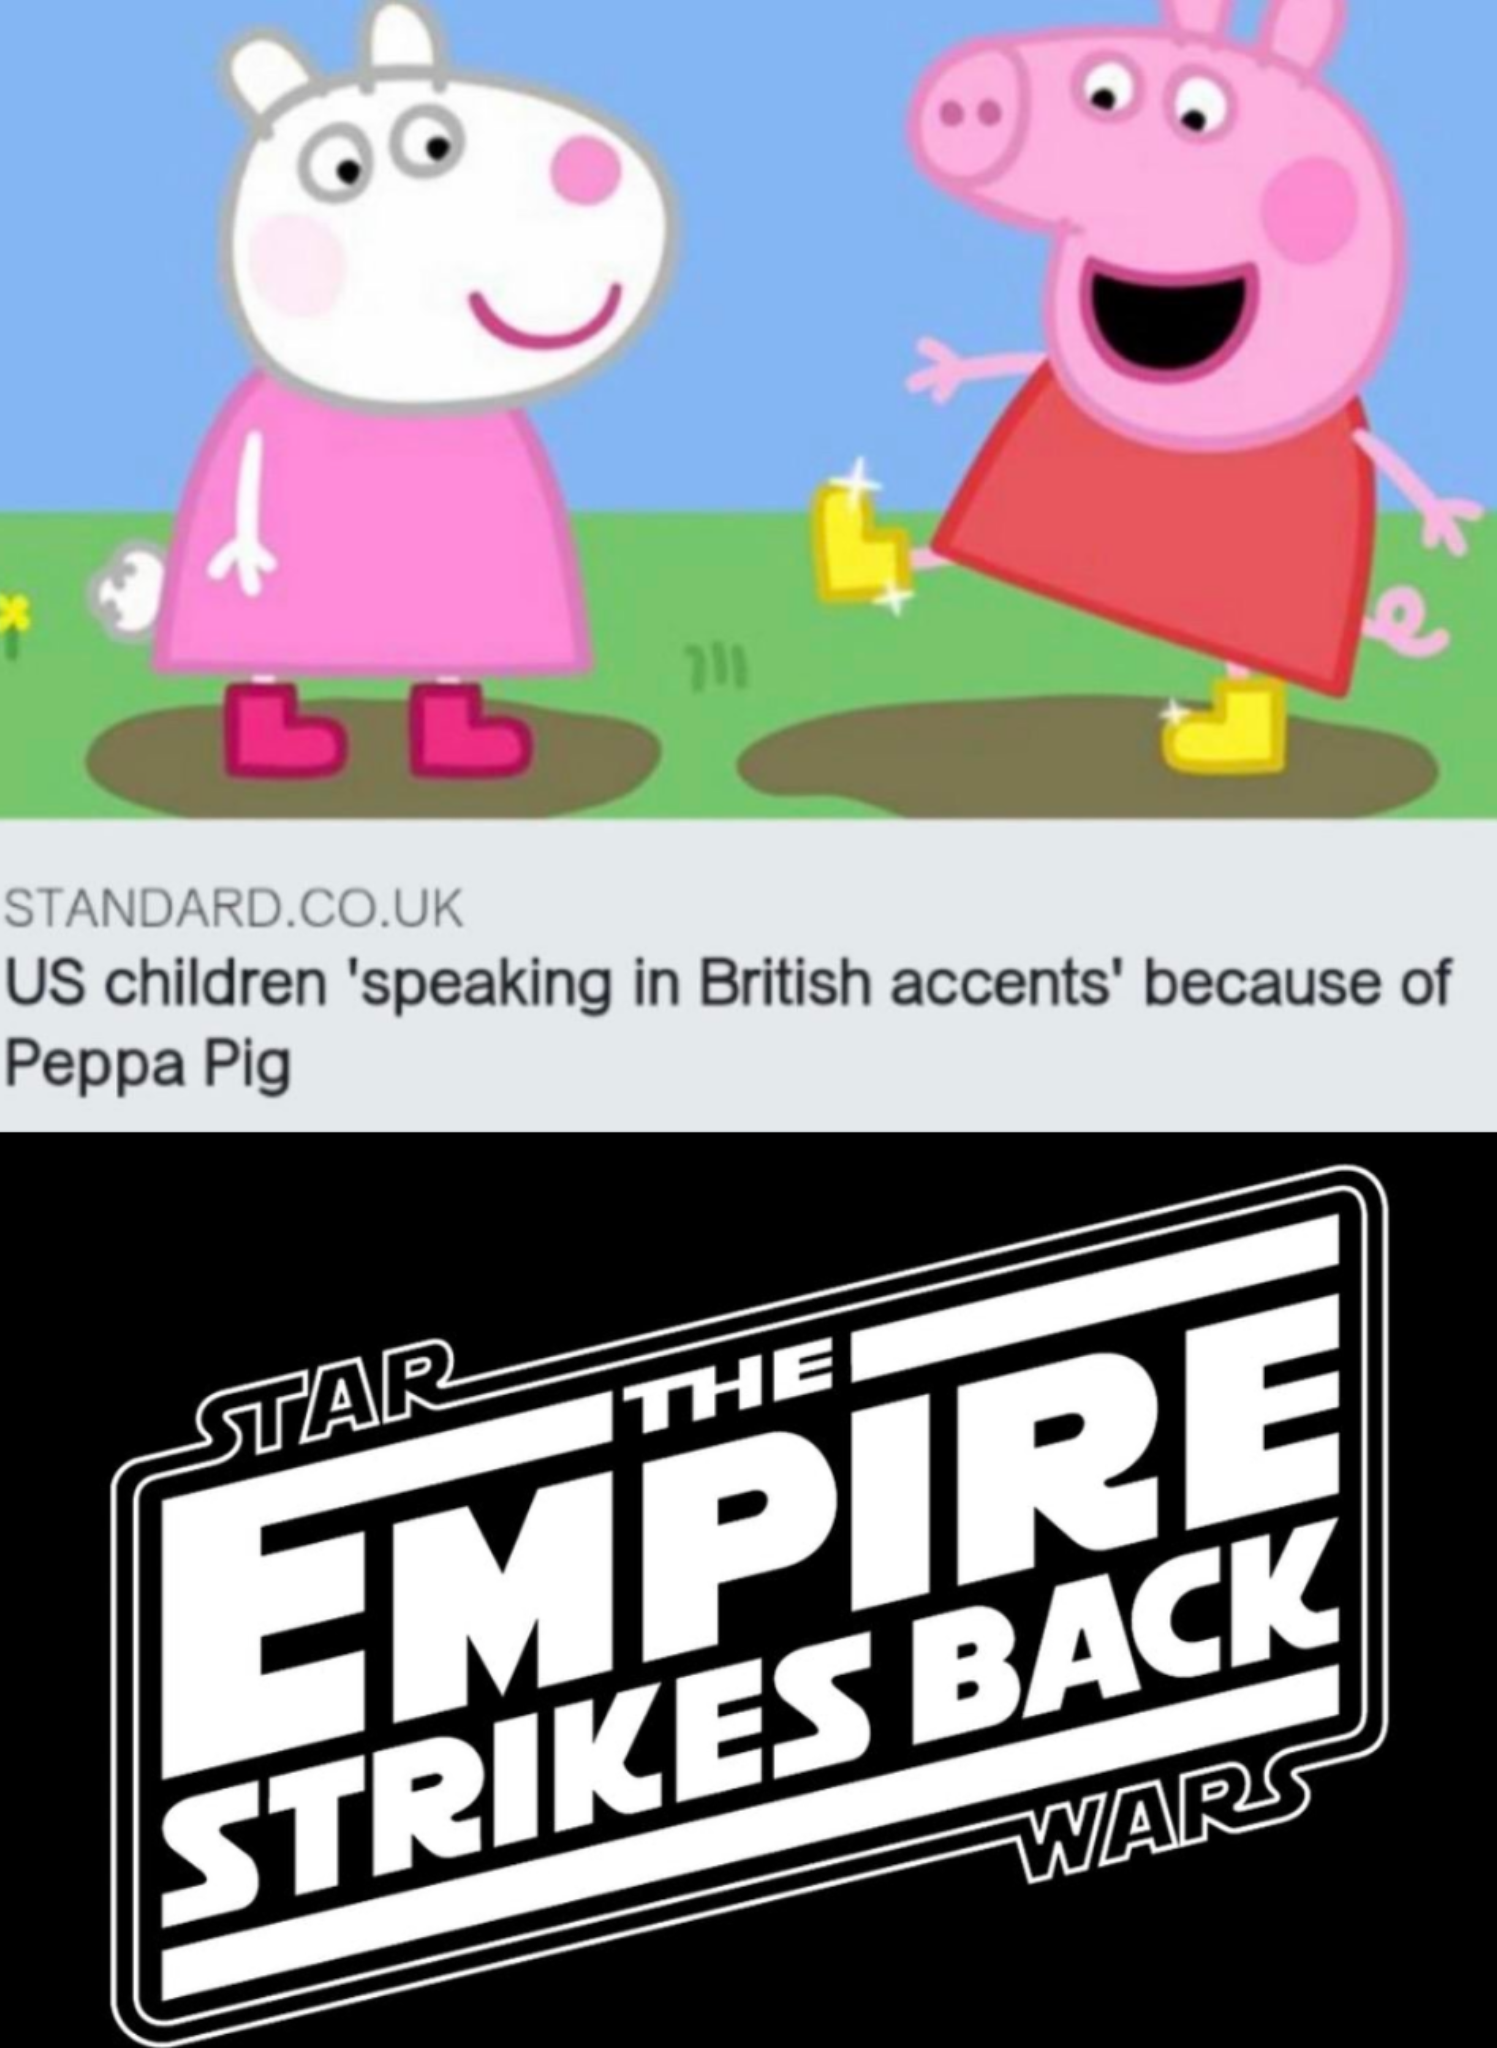 STANDARD.CO.UK
US children 'speaking in British accents' because of
Peppa Pig
STAR
THE
EMPIRE
STRIKES BACK
WARS